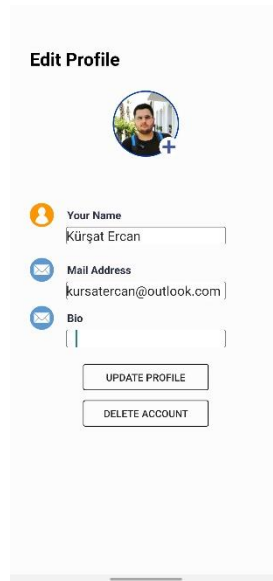 Edit Profile
Your Name
Kürşat Ercan
Mail Address
kursatercan@outlook.com
Bio
UPDATE PROFILE
DELETE ACCOUNT